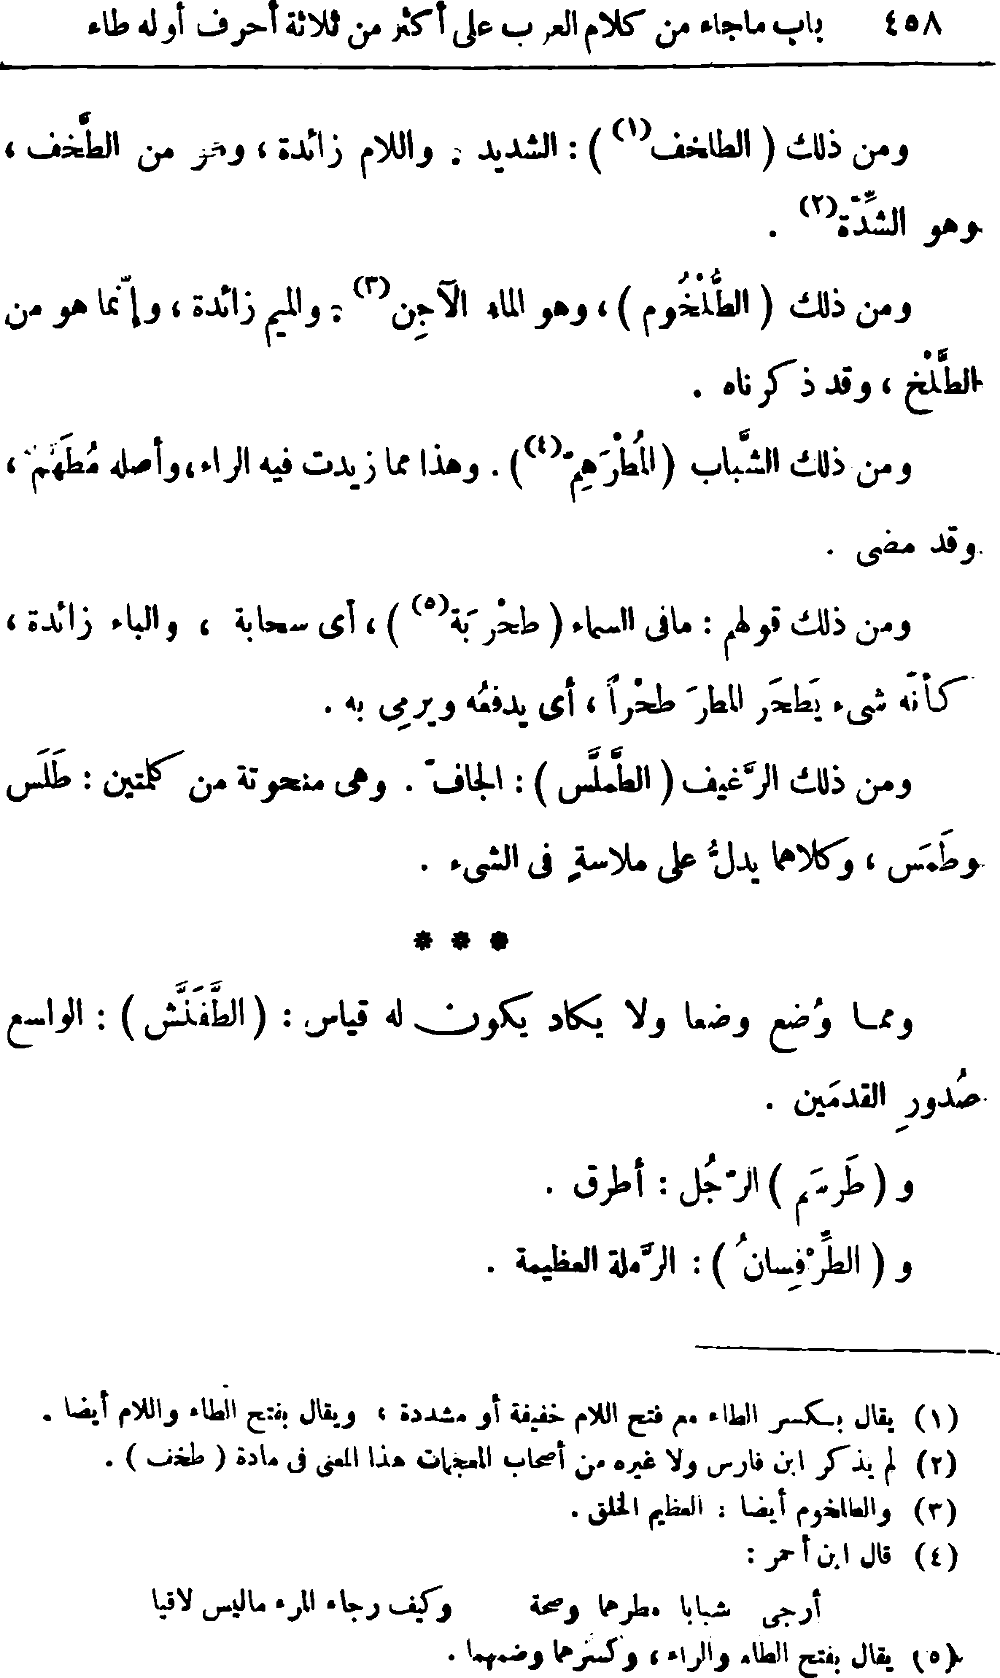 ٤٥٨ باب ما جاء من كلام العرب على أكثر من ثلاثة أحرف أوله طاء
ومن ذلك ( الطلخف(١) ) : الشديد . واللام زائدة ، وهو من الطَّخف ،
وهو الشِّدّة(٢) .
ومن ذلك ( الطُّلْخُوم ) ، وهو الماء الآجِن(٣) . والميم زائدة ، وإنّما هو من
الطَّلْخ ، وقد ذكرناه .
ومن ذلك الشَّباب ( المُطْرَهِمّ(٤) ) . وهذا مما زيدت فيه الراء، وأصله مُطَهَّم ،
وقد مضى .
ومن ذلك قولهم : مافى السماء ( طحْرَبَة(٥) ) ، أى سحابة ، والباء زائدة ،
كأنّه شىء يَطحَر المطرَ طحْراً ، أى يدفعُه ويرمِى به .
ومن ذلك الرَّغيف ( الطَّملَّس ) : الجافّ . وهى منحوتة من كلمتين : طَلَس
وطَمَس ، وكلاهما يدلُّ على ملاسةٍ فى الشىء .
* * *
ومما وُضع وضعا ولا يكاد يكون له قياس : ( الطَّفَنَّش ) : الواسع
صُدورِ القدمَين .
و ( طَرسَم ) الرّجُل : أطرق .
و ( الطِّرْفِسانُ ) : الرَّملة العظيمة .
(١) يقال بكسر الطاء مع فتح اللام خفيفة أو مشددة ، ويقال بفتح الطاء واللام أيضا .
(٢) لم يذكر ابن فارس ولا غيره من أصحاب المعجمات هذا المعنى فى مادة ( طخف ) .
(٣) والطلخوم أيضا : العظيم الخلق .
(٤) قال ابن أحمر :
أرجى شبابا مطرهما وصحة وكيف رجاء المرء ماليس لاقيا
(٥) يقال بفتح الطاء والراء ، وكسرهما وضمهما .